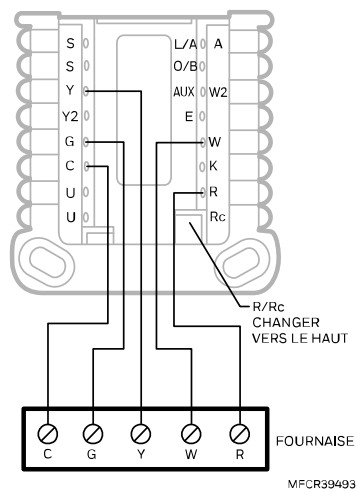 S L/A A
S O/B
Y AUX W2
Y2 E
G W
C K
U R
U Rc
R/Rc
CHANGER
VERS LE HAUT
C G Y W R
FOURNAISE
MFCR39493